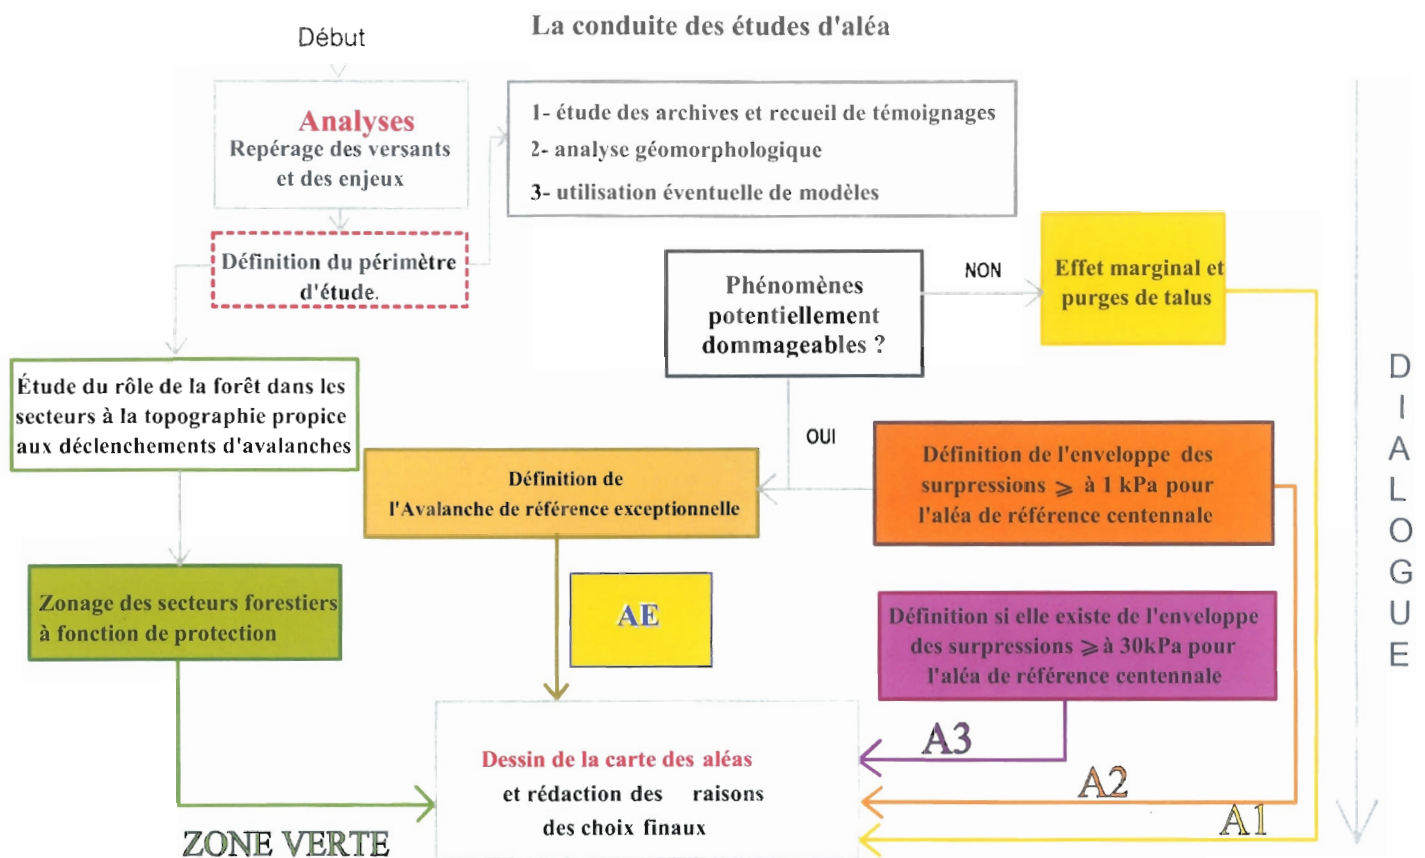 La conduite des études d'aléa
Début
Analyses
Repérage des versants
et des enjeux
1- étude des archives et recueil de témoignages
2- analyse géomorphologique
3- utilisation éventuelle de modèles
Définition du périmètre
d'étude.
Phénomènes
potentiellement
dommageables ?
NON
Effet marginal et
purges de talus
OUI
Étude du rôle de la forêt dans les
secteurs à la topographie propice
aux déclenchements d'avalanches
Définition de
l'Avalanche de référence exceptionnelle
Définition de l'enveloppe des
surpressions ⩾ à 1 kPa pour
l'aléa de référence centennale
Zonage des secteurs forestiers
à fonction de protection
AE
Définition si elle existe de l'enveloppe
des surpressions ⩾ à 30kPa pour
l'aléa de référence centennale
Dessin de la carte des aléas
et rédaction des raisons
des choix finaux
A3
A2
A1
ZONE VERTE
DIALOGUE